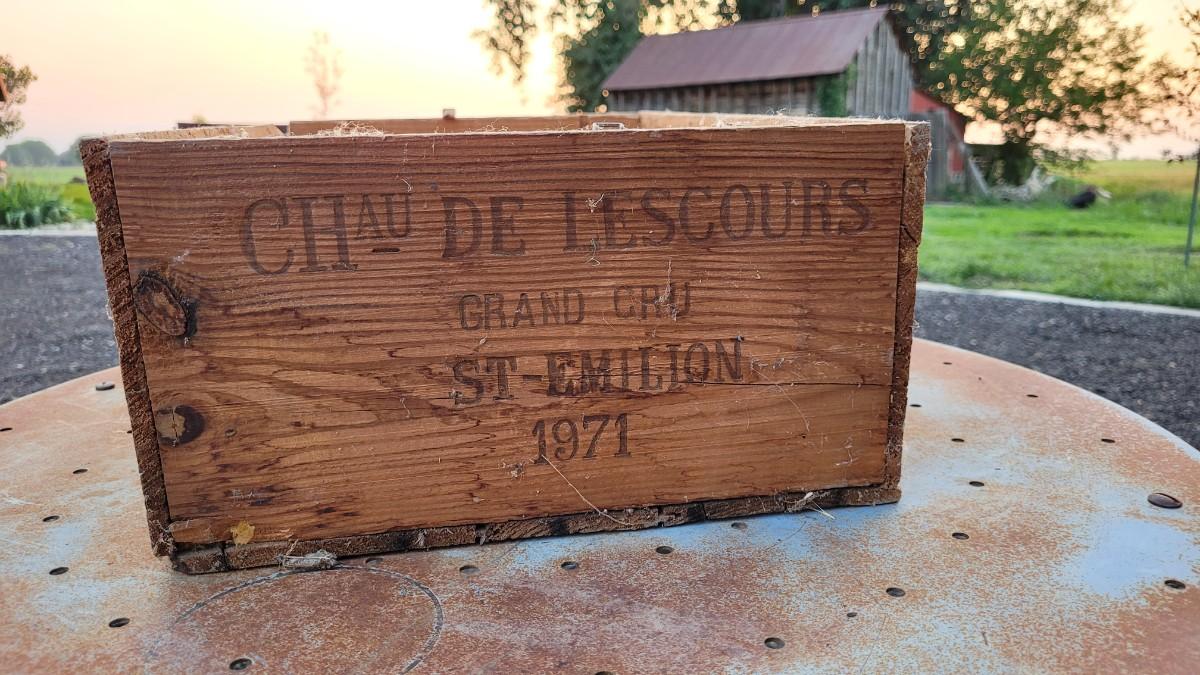 CHAU DE LESCOURS
GRAND CRU
ST-EMILION
1971